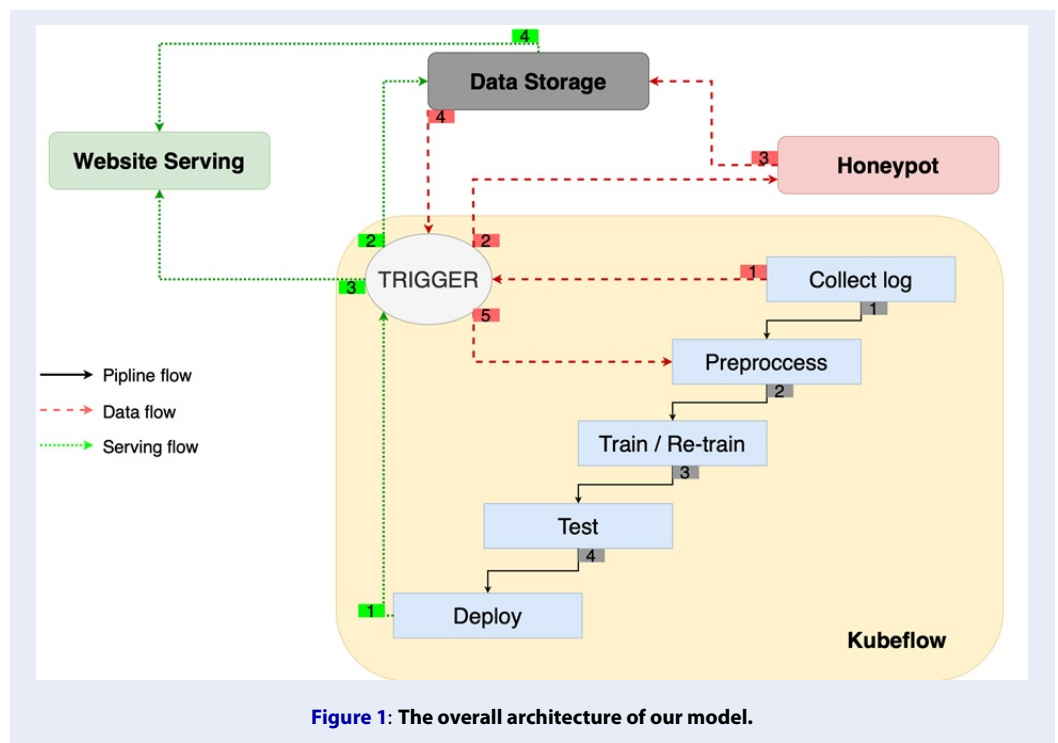 4
Data Storage
4
Website Serving
3
Honeypot
2
2
TRIGGER
3
1
Collect log
1
5
Preproccess
2
Pipline flow
Data flow
Serving flow
Train / Re-train
3
Test
4
1
Deploy
Kubeflow
Figure 1: The overall architecture of our model.